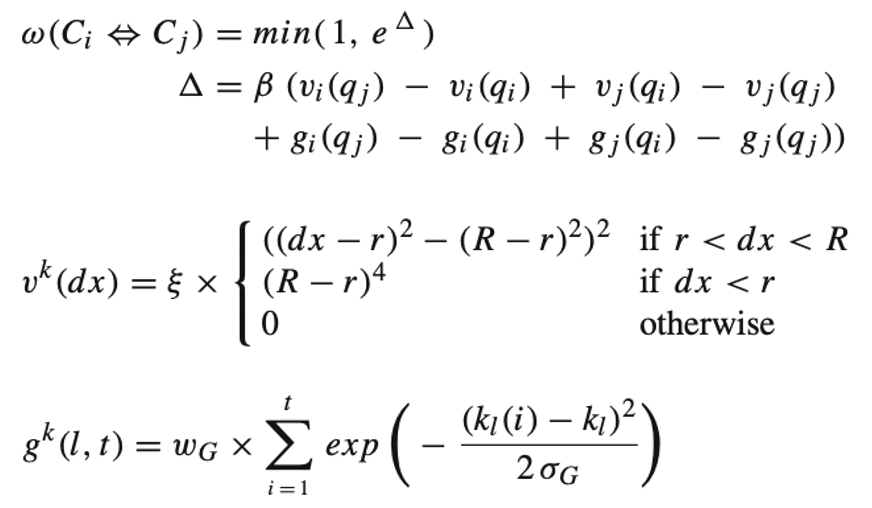 ω(C_i ⇔ C_j) = min(1, e^Δ)
Δ = β (v_i(q_j) − v_i(q_i) + v_j(q_i) − v_j(q_j)
+ g_i(q_j) − g_i(q_i) + g_j(q_i) − g_j(q_j))
v^k(dx) = ξ × { ((dx − r)^2 − (R − r)^2)^2 if r < dx < R
(R − r)^4 if dx < r
0 otherwise
g^k(l, t) = w_G × ∑_{i=1}^{t} exp( − (k_l(i) − k_l)^2 / 2 σ_G )